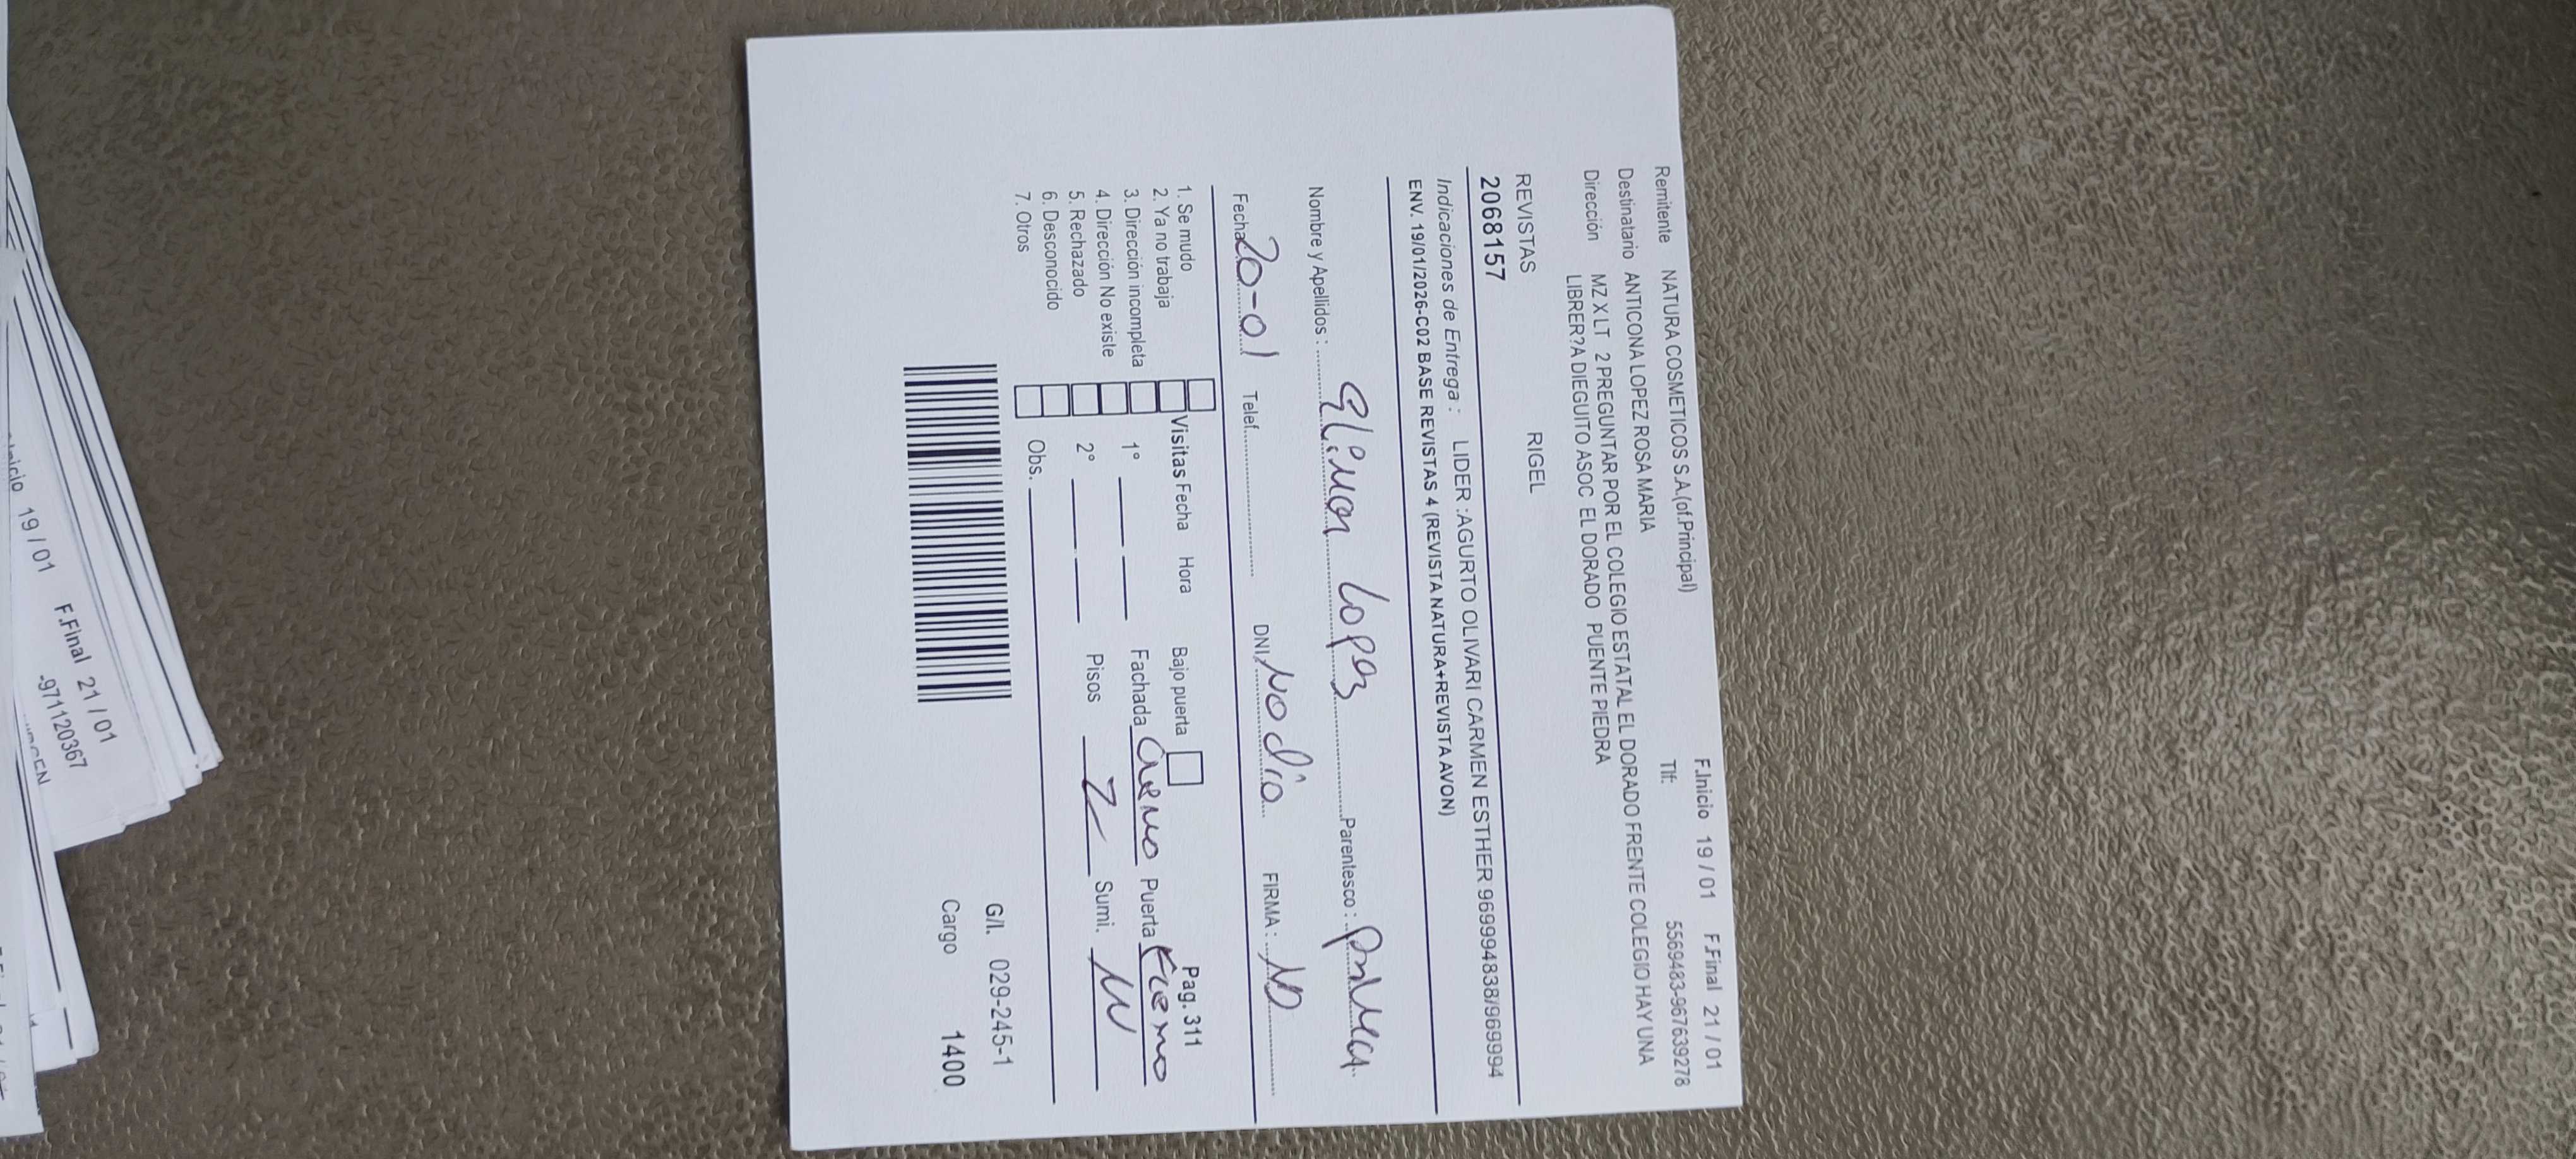 F.Inicio 19/01 F.Final 21/01
Remitente NATURA COSMETICOS S.A.(of.Principal) Tlf: 5569483-967639278
Destinatario ANTICONA LOPEZ ROSA MARIA
Dirección MZ X LT 2 PREGUNTAR POR EL COLEGIO ESTATAL EL DORADO FRENTE COLEGIO HAY UNA
LIBRER?A DIEGUITO ASOC EL DORADO PUENTE PIEDRA
REVISTAS RIGEL
2068157
Indicaciones de Entrega : LIDER :AGURTO OLIVARI CARMEN ESTHER 969994838/969994
ENV. 19/01/2026-C02 BASE REVISTAS 4 (REVISTA NATURA+REVISTA AVON)
Nombre y Apellidos : Lopez Parentesco :
Fecha 20-01 Telef. DNI No dio FIRMA : ND
1. Se mudo
2. Ya no trabaja
3. Dirección incompleta
4. Dirección No existe
5. Rechazado
6. Desconocido
7. Otros
Visitas Fecha Hora
1°
2°
Obs.
Bajo puerta
Pag. 311
Fachada Cremo Puerta Fierro
Pisos 2 Sumi.
G/I. 029-245-1
Cargo 1400
Inicio 19/01 F.Final 21/01
-971120367